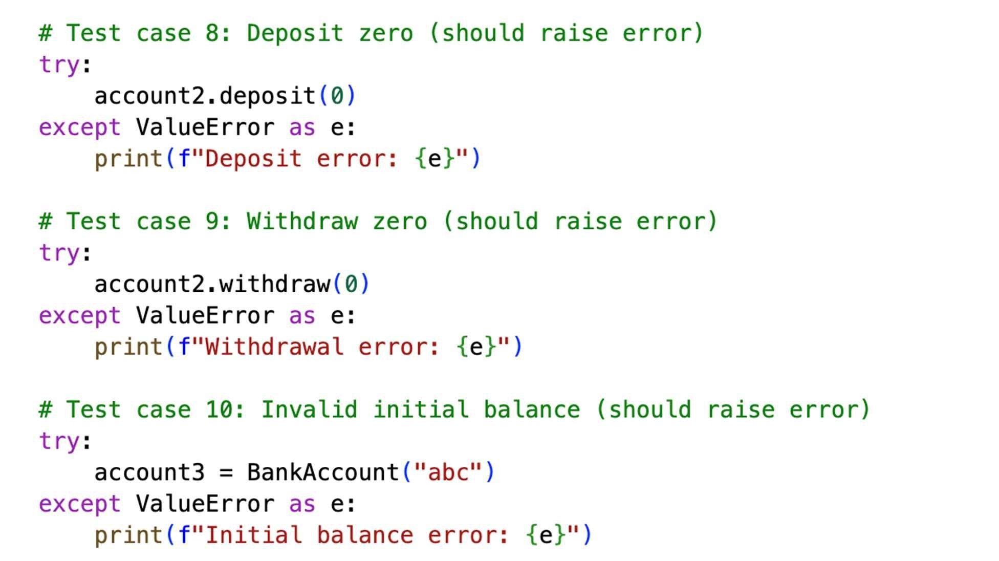 # Test case 8: Deposit zero (should raise error)
try:
    account2.deposit(0)
except ValueError as e:
    print(f"Deposit error: {e}")

# Test case 9: Withdraw zero (should raise error)
try:
    account2.withdraw(0)
except ValueError as e:
    print(f"Withdrawal error: {e}")

# Test case 10: Invalid initial balance (should raise error)
try:
    account3 = BankAccount("abc")
except ValueError as e:
    print(f"Initial balance error: {e}")